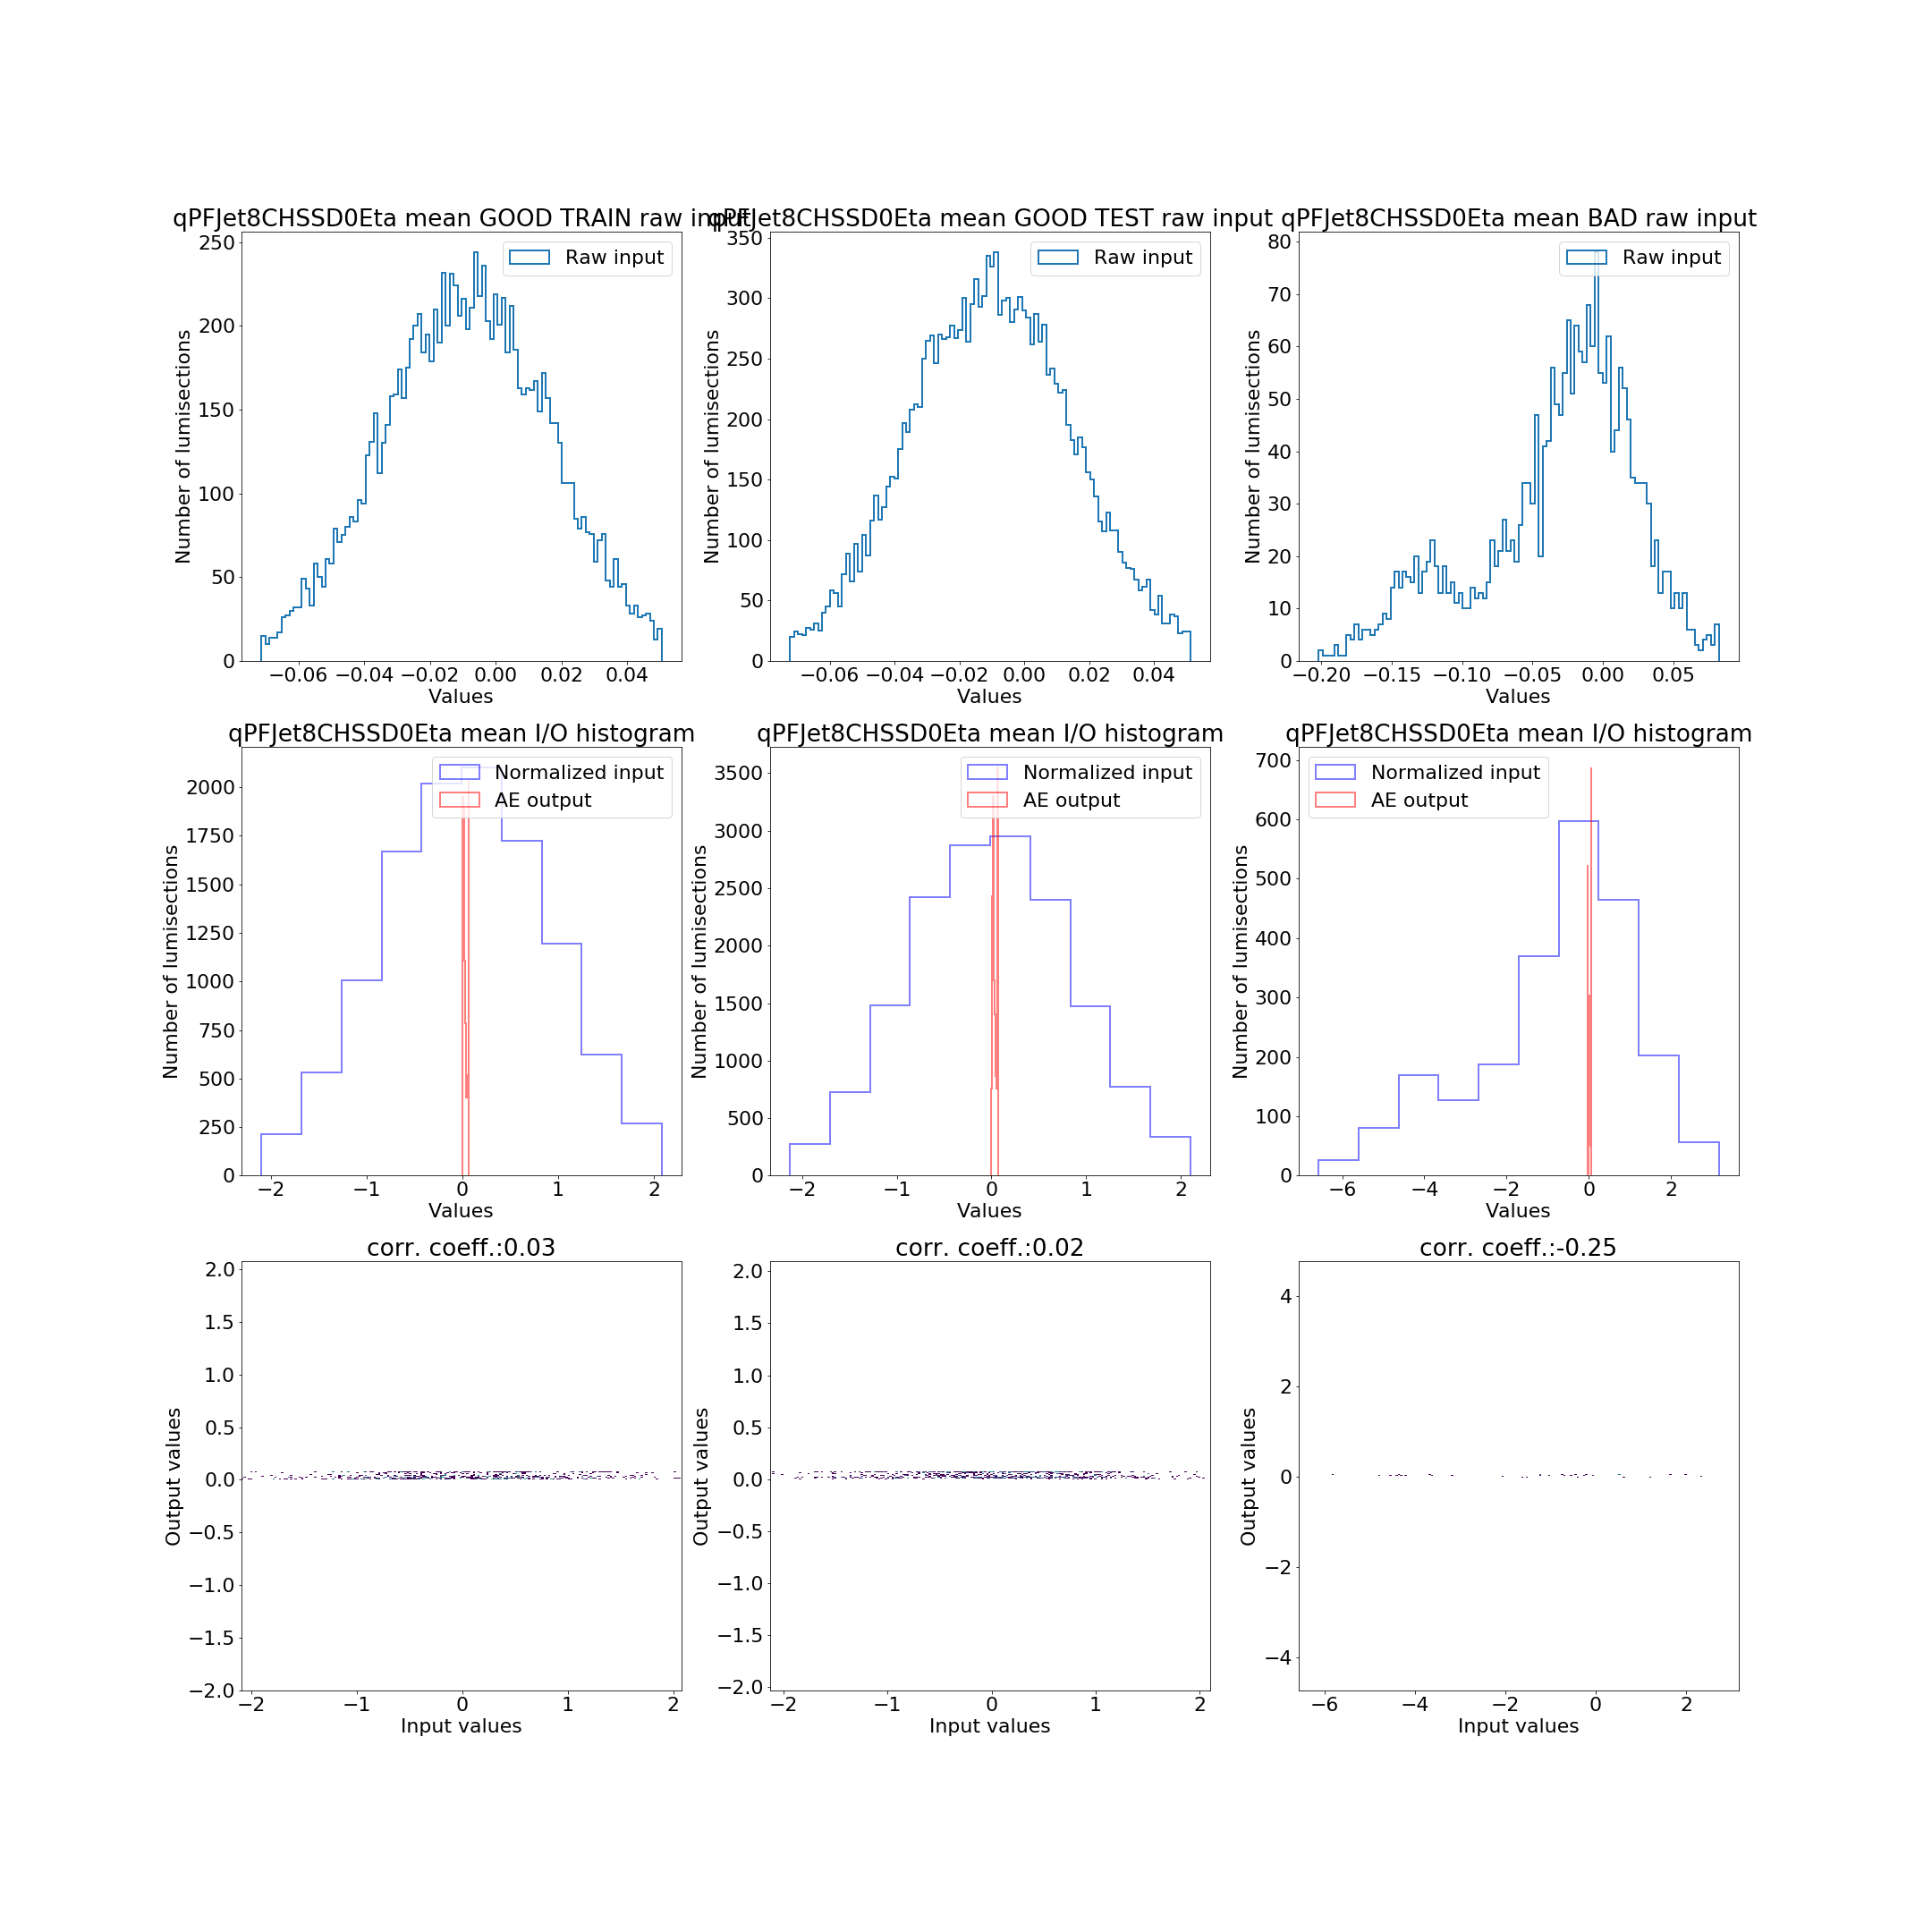 qPFJet8CHSSD0Eta mean GOOD TRAIN raw input
qPFJet8CHSSD0Eta mean GOOD TEST raw input
qPFJet8CHSSD0Eta mean BAD raw input
Number of lumisections
250
200
150
100
50
0
Raw input
−0.06 −0.04 −0.02 0.00 0.02 0.04
Values
Number of lumisections
350
300
250
200
150
100
50
0
Raw input
−0.06 −0.04 −0.02 0.00 0.02 0.04
Values
Number of lumisections
80
70
60
50
40
30
20
10
0
Raw input
−0.20 −0.15 −0.10 −0.05 0.00 0.05
Values
qPFJet8CHSSD0Eta mean I/O histogram
Number of lumisections
2000
1750
1500
1250
1000
750
500
250
0
Normalized input
AE output
−2 −1 0 1 2
Values
qPFJet8CHSSD0Eta mean I/O histogram
Number of lumisections
3500
3000
2500
2000
1500
1000
500
0
Normalized input
AE output
−2 −1 0 1 2
Values
qPFJet8CHSSD0Eta mean I/O histogram
Number of lumisections
700
600
500
400
300
200
100
0
Normalized input
AE output
−6 −4 −2 0 2
Values
corr. coeff.:0.03
Output values
2.0
1.5
1.0
0.5
0.0
−0.5
−1.0
−1.5
−2.0
−2 −1 0 1 2
Input values
corr. coeff.:0.02
Output values
2.0
1.5
1.0
0.5
0.0
−0.5
−1.0
−1.5
−2.0
−2 −1 0 1 2
Input values
corr. coeff.:-0.25
Output values
4
2
0
−2
−4
−6 −4 −2 0 2
Input values